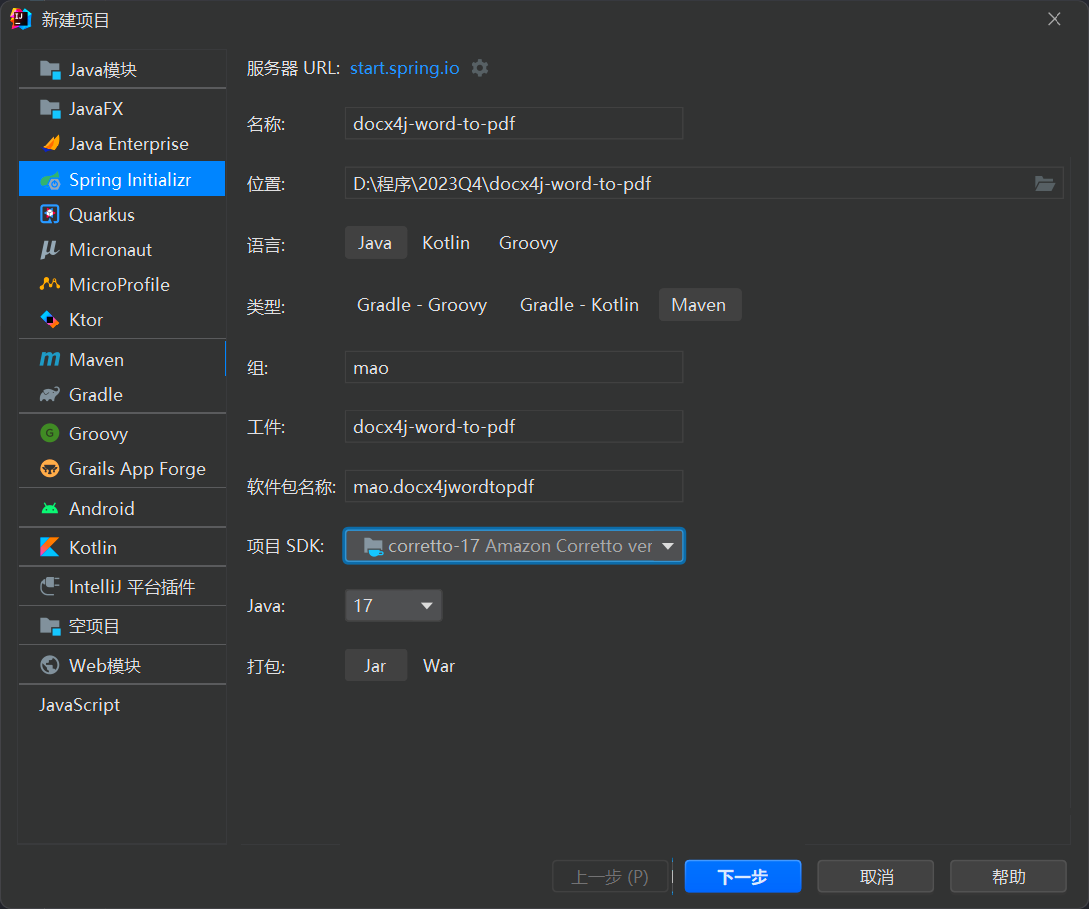 新建项目
Java模块
JavaFX
Java Enterprise
Spring Initializr
Quarkus
Micronaut
MicroProfile
Ktor
Maven
Gradle
Groovy
Grails App Forge
Android
Kotlin
IntelliJ 平台插件
空项目
Web模块
JavaScript
服务器 URL: start.spring.io
名称: docx4j-word-to-pdf
位置: D:\程序\2023Q4\docx4j-word-to-pdf
语言: Java Kotlin Groovy
类型: Gradle - Groovy Gradle - Kotlin Maven
组: mao
工件: docx4j-word-to-pdf
软件包名称: mao.docx4jwordtopdf
项目 SDK: corretto-17 Amazon Corretto ver
Java: 17
打包: Jar War
上一步 (P) 下一步 取消 帮助